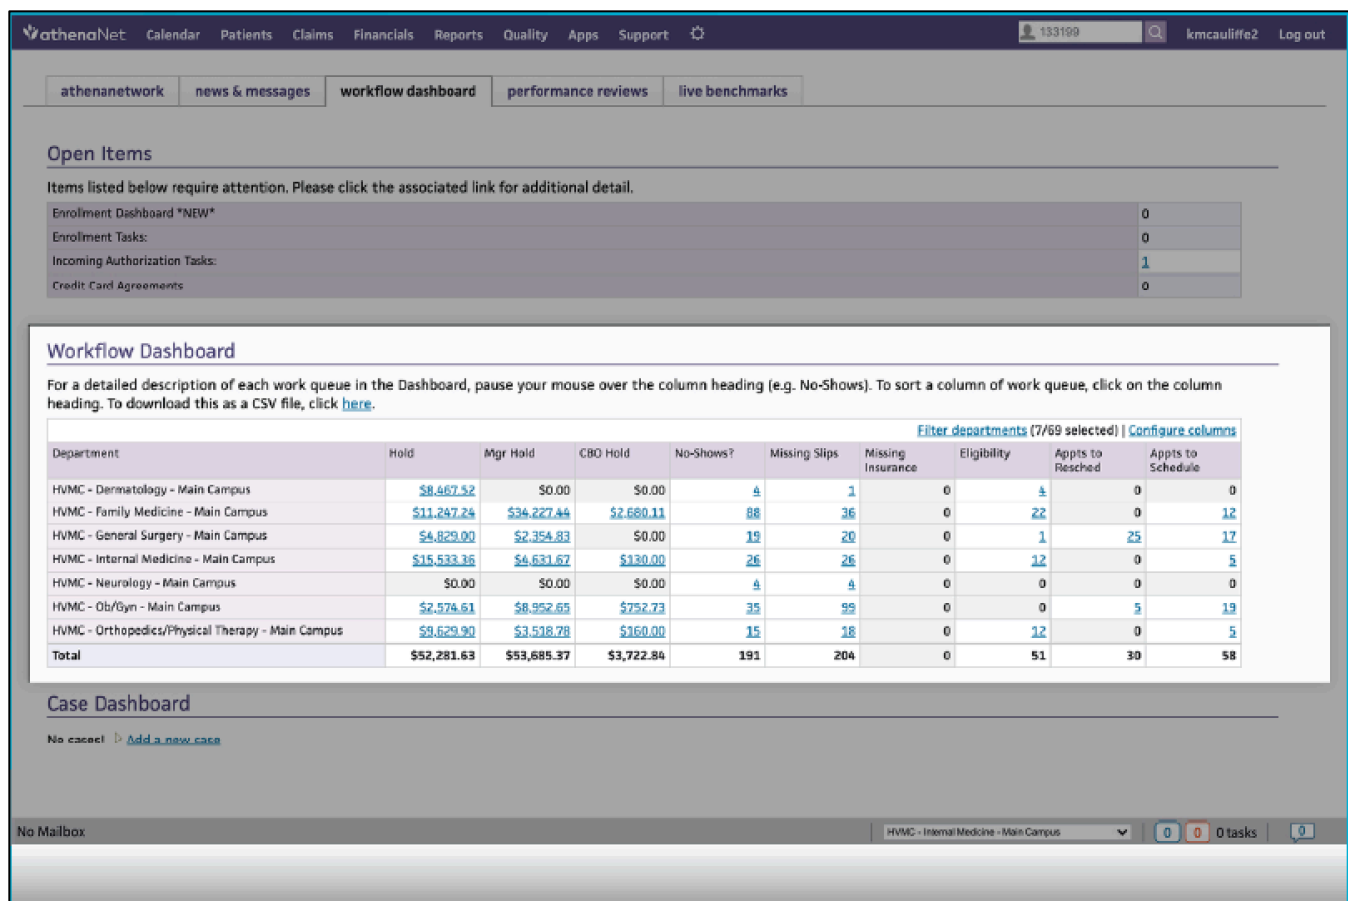 athenaNet Calendar Patients Claims Financials Reports Quality Apps Support 133199 kmcauliffe2 Log out
athenanetwork news & messages workflow dashboard performance reviews live benchmarks
Open Items
Items listed below require attention. Please click the associated link for additional detail.
Enrollment Dashboard *NEW* 0
Enrollment Tasks: 0
Incoming Authorization Tasks: 1
Credit Card Agreements 0
Workflow Dashboard
For a detailed description of each work queue in the Dashboard, pause your mouse over the column heading (e.g. No-Shows). To sort a column of work queue, click on the column
heading. To download this as a CSV file, click here.
Filter departments (7/69 selected) | Configure columns
Department Hold Mgr Hold CBO Hold No-Shows? Missing Slips Missing Insurance Eligibility Appts to Resched Appts to Schedule
HVMC - Dermatology - Main Campus $8,467.52 $0.00 $0.00 4 1 0 4 0 0
HVMC - Family Medicine - Main Campus $11,247.24 $34,227.44 $2,680.11 88 36 0 22 0 12
HVMC - General Surgery - Main Campus $4,829.00 $2,354.83 $0.00 19 20 0 1 25 17
HVMC - Internal Medicine - Main Campus $15,533.36 $4,631.67 $130.00 26 26 0 12 0 5
HVMC - Neurology - Main Campus $0.00 $0.00 $0.00 4 4 0 0 0 0
HVMC - Ob/Gyn - Main Campus $2,574.61 $8,952.65 $752.73 35 99 0 0 5 19
HVMC - Orthopedics/Physical Therapy - Main Campus $9,629.90 $3,518.78 $160.00 15 18 0 12 0 5
Total $52,281.63 $53,685.37 $3,722.84 191 204 0 51 30 58
Case Dashboard
No cases! Add a new case
No Mailbox HVMC - Internal Medicine - Main Campus 0 0 0 tasks 0